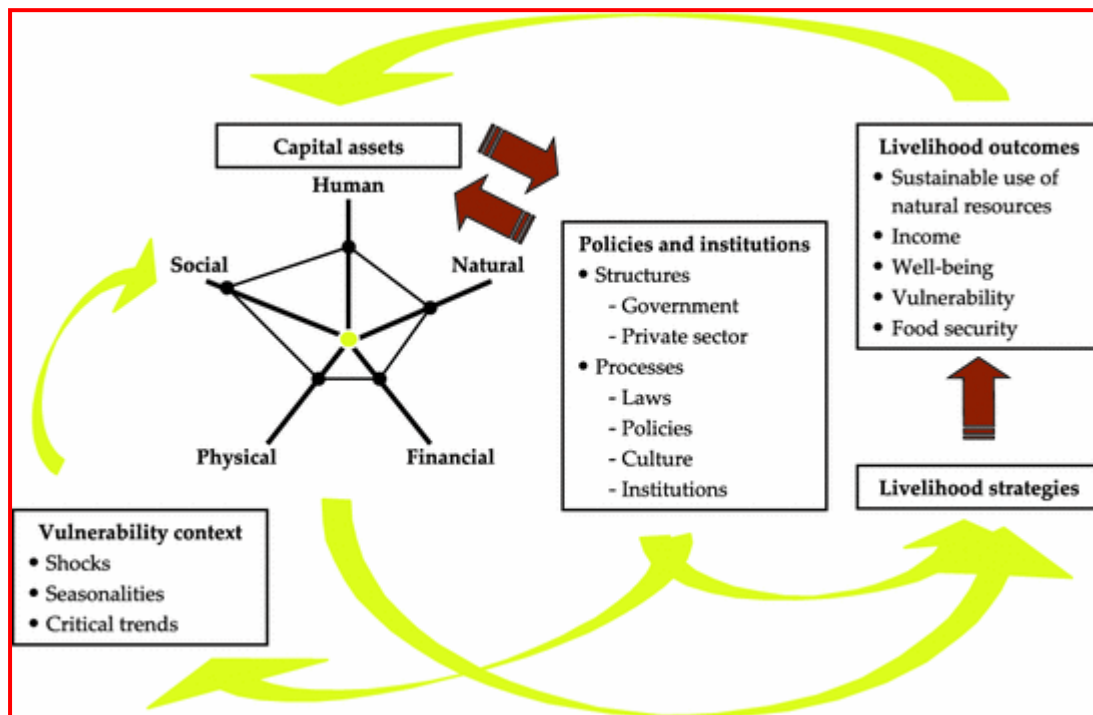 Capital assets
Human
Social
Natural
Physical
Financial
Vulnerability context
• Shocks
• Seasonalities
• Critical trends
Policies and institutions
• Structures
- Government
- Private sector
• Processes
- Laws
- Policies
- Culture
- Institutions
Livelihood outcomes
• Sustainable use of
natural resources
• Income
• Well-being
• Vulnerability
• Food security
Livelihood strategies